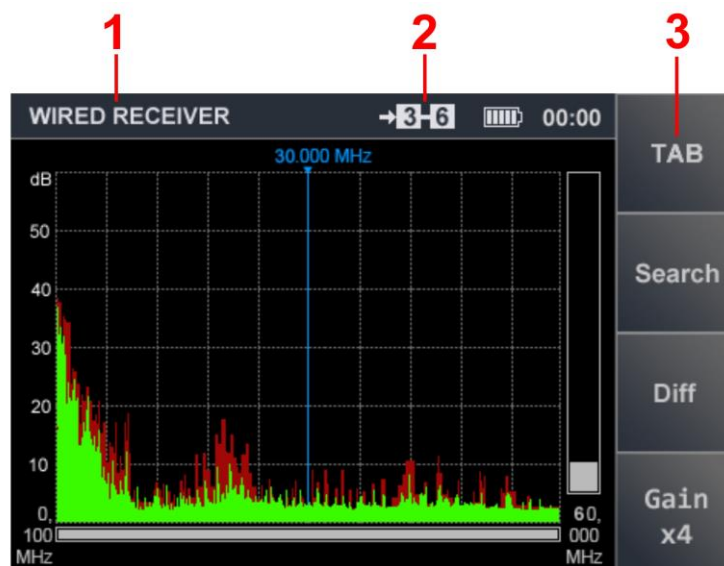 1 2 3
WIRED RECEIVER →3-6 00:00
TAB
30.000 MHz
dB
50
40
30
20
10
0,
100
MHz
60,
000
MHz
Search
Diff
Gain
x4